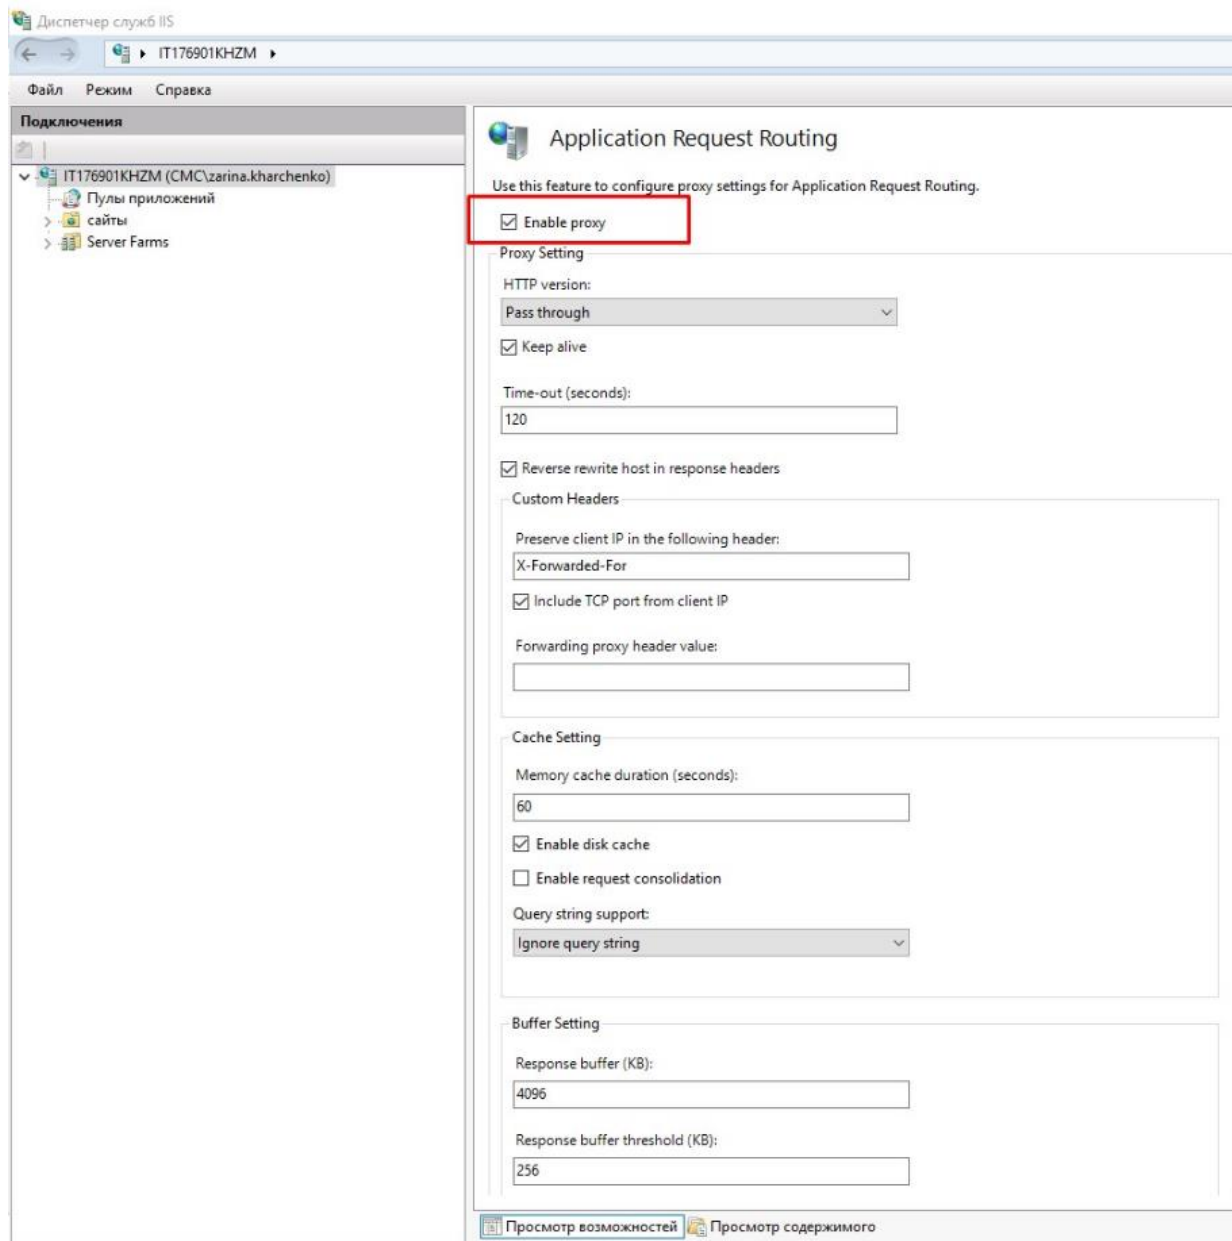 Диспетчер служб IIS
IT176901KHZM
Файл Режим Справка
Подключения
IT176901KHZM (CMC\zarina.kharchenko)
Пулы приложений
сайты
Server Farms
Application Request Routing
Use this feature to configure proxy settings for Application Request Routing.
Enable proxy
Proxy Setting
HTTP version:
Pass through
Keep alive
Time-out (seconds):
120
Reverse rewrite host in response headers
Custom Headers
Preserve client IP in the following header:
X-Forwarded-For
Include TCP port from client IP
Forwarding proxy header value:
Cache Setting
Memory cache duration (seconds):
60
Enable disk cache
Enable request consolidation
Query string support:
Ignore query string
Buffer Setting
Response buffer (KB):
4096
Response buffer threshold (KB):
256
Просмотр возможностей Просмотр содержимого